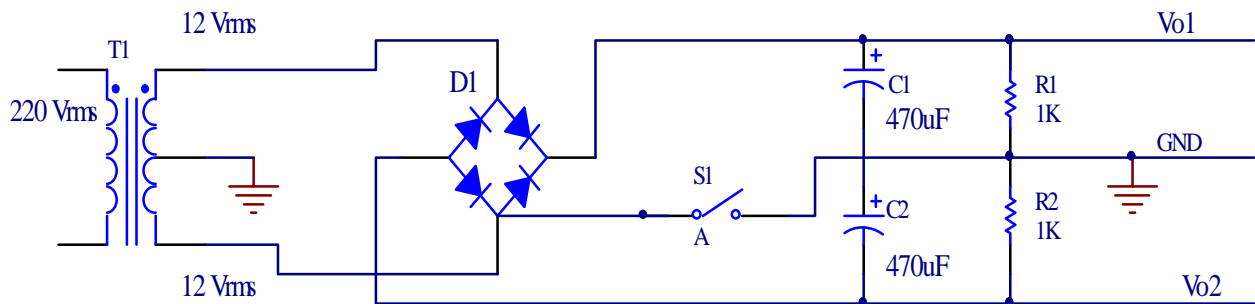 12 Vrms
Vo1
T1
D1
+
C1
R1
1K
220 Vrms
470uF
GND
S1
+
C2
R2
1K
A
470uF
12 Vrms
Vo2